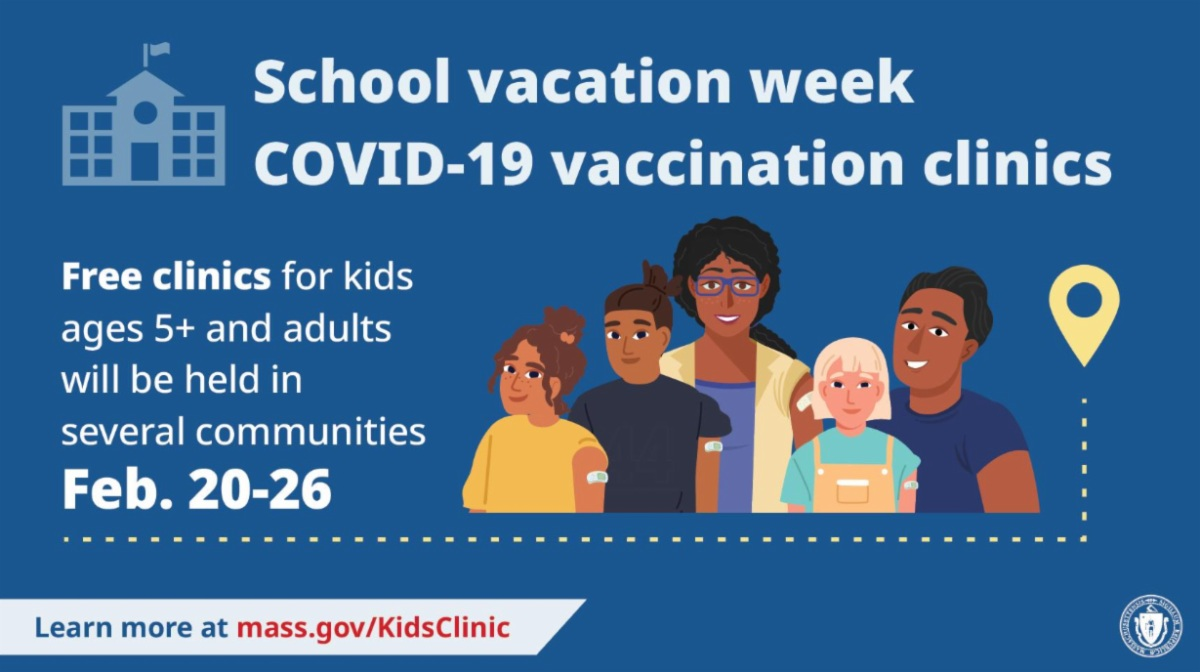 School vacation week
COVID-19 vaccination clinics
Free clinics for kids
ages 5+ and adults
will be held in
several communities
Feb. 20-26
Learn more at mass.gov/KidsClinic